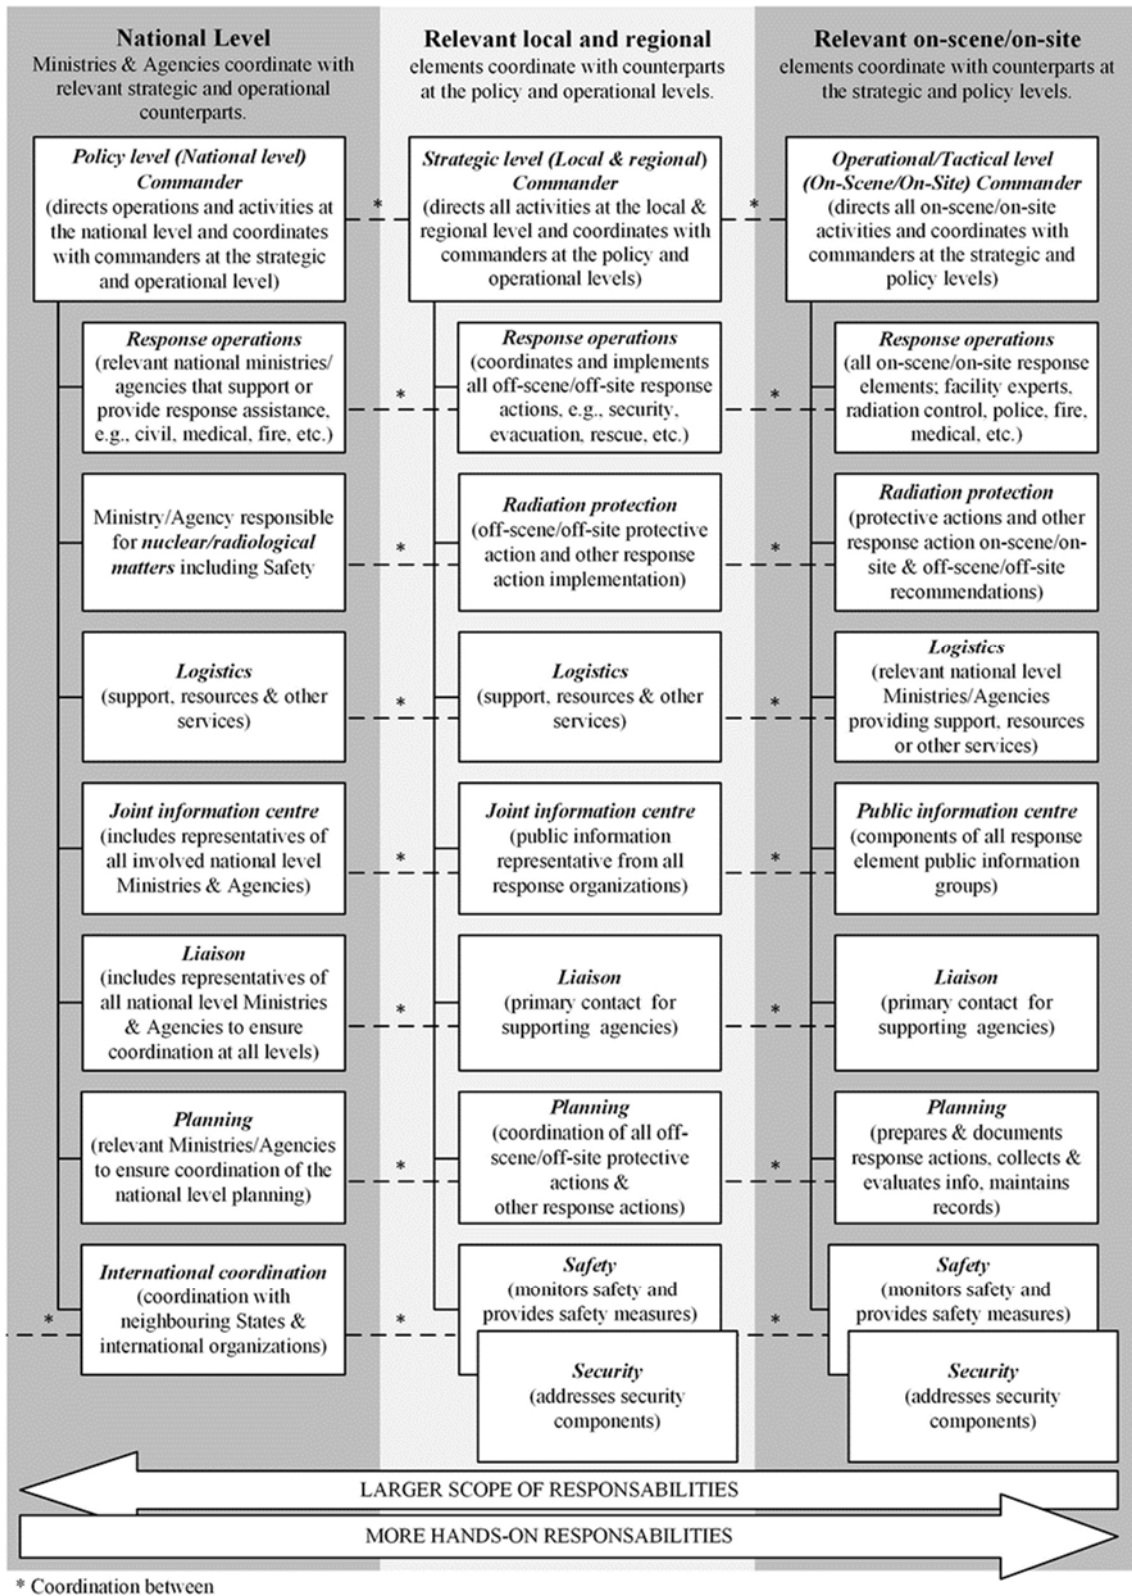 National Level
Ministries & Agencies coordinate with
relevant strategic and operational
counterparts.
Policy level (National level)
Commander
(directs operations and activities at
the national level and coordinates
with commanders at the strategic
and operational level)
Response operations
(relevant national ministries/
agencies that support or
provide response assistance,
e.g., civil, medical, fire, etc.)
Ministry/Agency responsible
for nuclear/radiological
matters including Safety
Logistics
(support, resources & other
services)
Joint information centre
(includes representatives of
all involved national level
Ministries & Agencies)
Liaison
(includes representatives of
all national level Ministries
& Agencies to ensure
coordination at all levels)
Planning
(relevant Ministries/Agencies
to ensure coordination of the
national level planning)
International coordination
(coordination with
neighbouring States &
international organizations)
*
Relevant local and regional
elements coordinate with counterparts
at the policy and operational levels.
Strategic level (Local & regional)
Commander
(directs all activities at the local &
regional level and coordinates with
commanders at the policy and
operational levels)
*
Response operations
(coordinates and implements
all off-scene/off-site response
actions, e.g., security,
evacuation, rescue, etc.)
*
Radiation protection
(off-scene/off-site protective
action and other response
action implementation)
*
Logistics
(support, resources & other
services)
*
Joint information centre
(public information
representative from all
response organizations)
*
Liaison
(primary contact for
supporting agencies)
*
Planning
(coordination of all off-
scene/off-site protective
actions &
other response actions)
*
Safety
(monitors safety and
provides safety measures)
*
Security
(addresses security
components)
Relevant on-scene/on-site
elements coordinate with counterparts at
the strategic and policy levels.
Operational/Tactical level
(On-Scene/On-Site) Commander
(directs all on-scene/on-site
activities and coordinates with
commanders at the strategic and
policy levels)
*
Response operations
(all on-scene/on-site response
elements; facility experts,
radiation control, police, fire,
medical, etc.)
*
Radiation protection
(protective actions and other
response action on-scene/on-
site & off-scene/off-site
recommendations)
*
Logistics
(relevant national level
Ministries/Agencies
providing support, resources
or other services)
*
Public information centre
(components of all response
element public information
groups)
*
Liaison
(primary contact for
supporting agencies)
*
Planning
(prepares & documents
response actions, collects &
evaluates info, maintains
records)
*
Safety
(monitors safety and
provides safety measures)
*
Security
(addresses security
components)
LARGER SCOPE OF RESPONSABILITIES
MORE HANDS-ON RESPONSABILITIES
* Coordination between